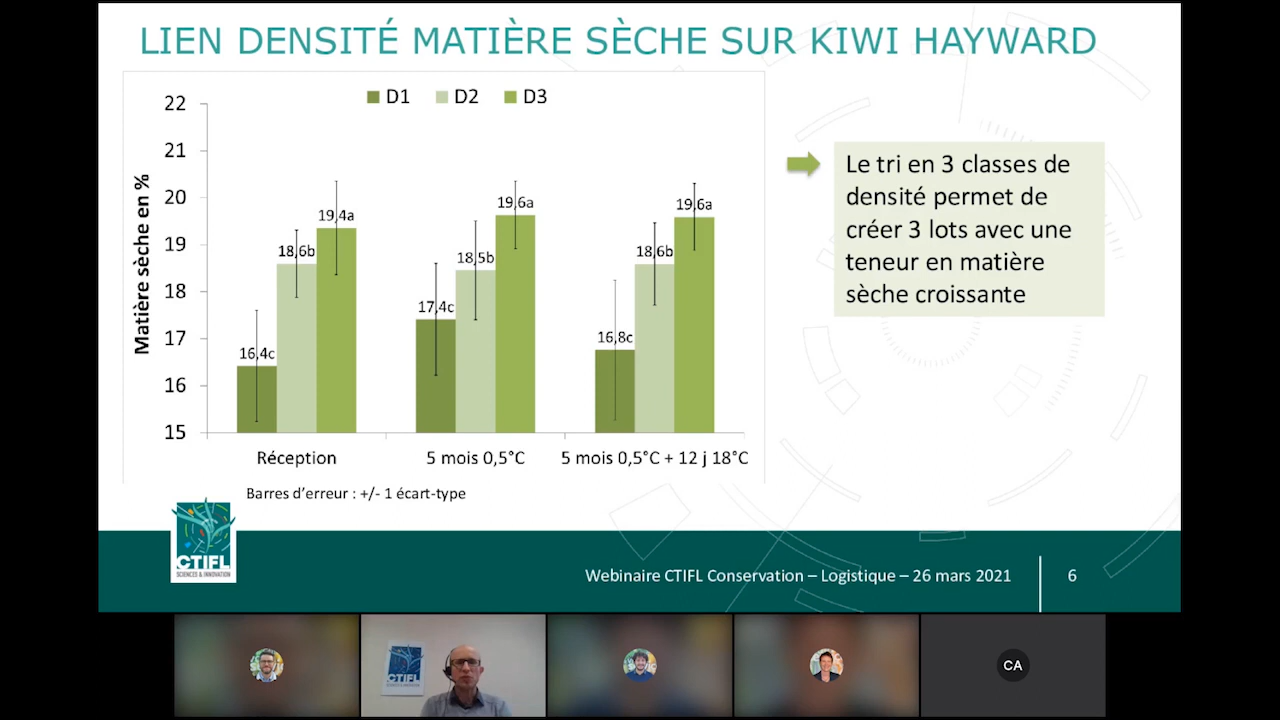 LIEN DENSITÉ MATIÈRE SÈCHE SUR KIWI HAYWARD
D1 D2 D3
Matière sèche en %
22
21
20
19
18
17
16
15
16,4c
18,6b
19,4a
17,4c
18,5b
19,6a
16,8c
18,6b
19,6a
Réception
5 mois 0,5°C
5 mois 0,5°C + 12 j 18°C
Barres d'erreur : +/- 1 écart-type
Le tri en 3 classes de
densité permet de
créer 3 lots avec une
teneur en matière
sèche croissante
CTIFL
SCIENCES & INNOVATION
Webinaire CTIFL Conservation – Logistique – 26 mars 2021
6
CTIFL
CA